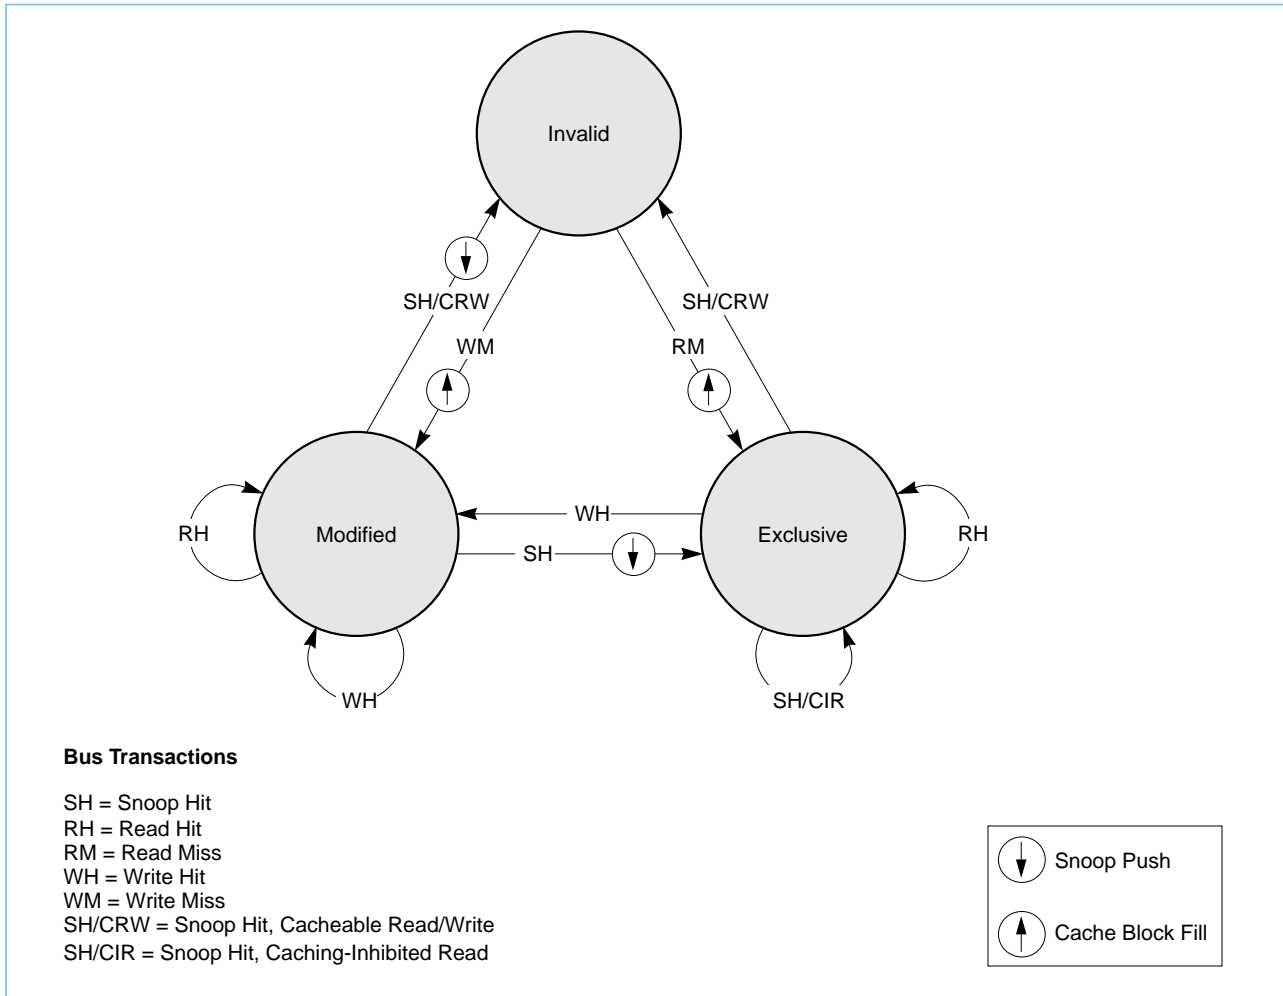 Invalid
SH/CRW
SH/CRW
WM
RM
WH
RH
Modified
Exclusive
RH
SH
WH
SH/CIR
Bus Transactions
SH = Snoop Hit
RH = Read Hit
RM = Read Miss
WH = Write Hit
WM = Write Miss
SH/CRW = Snoop Hit, Cacheable Read/Write
SH/CIR = Snoop Hit, Caching-Inhibited Read
Snoop Push
Cache Block Fill